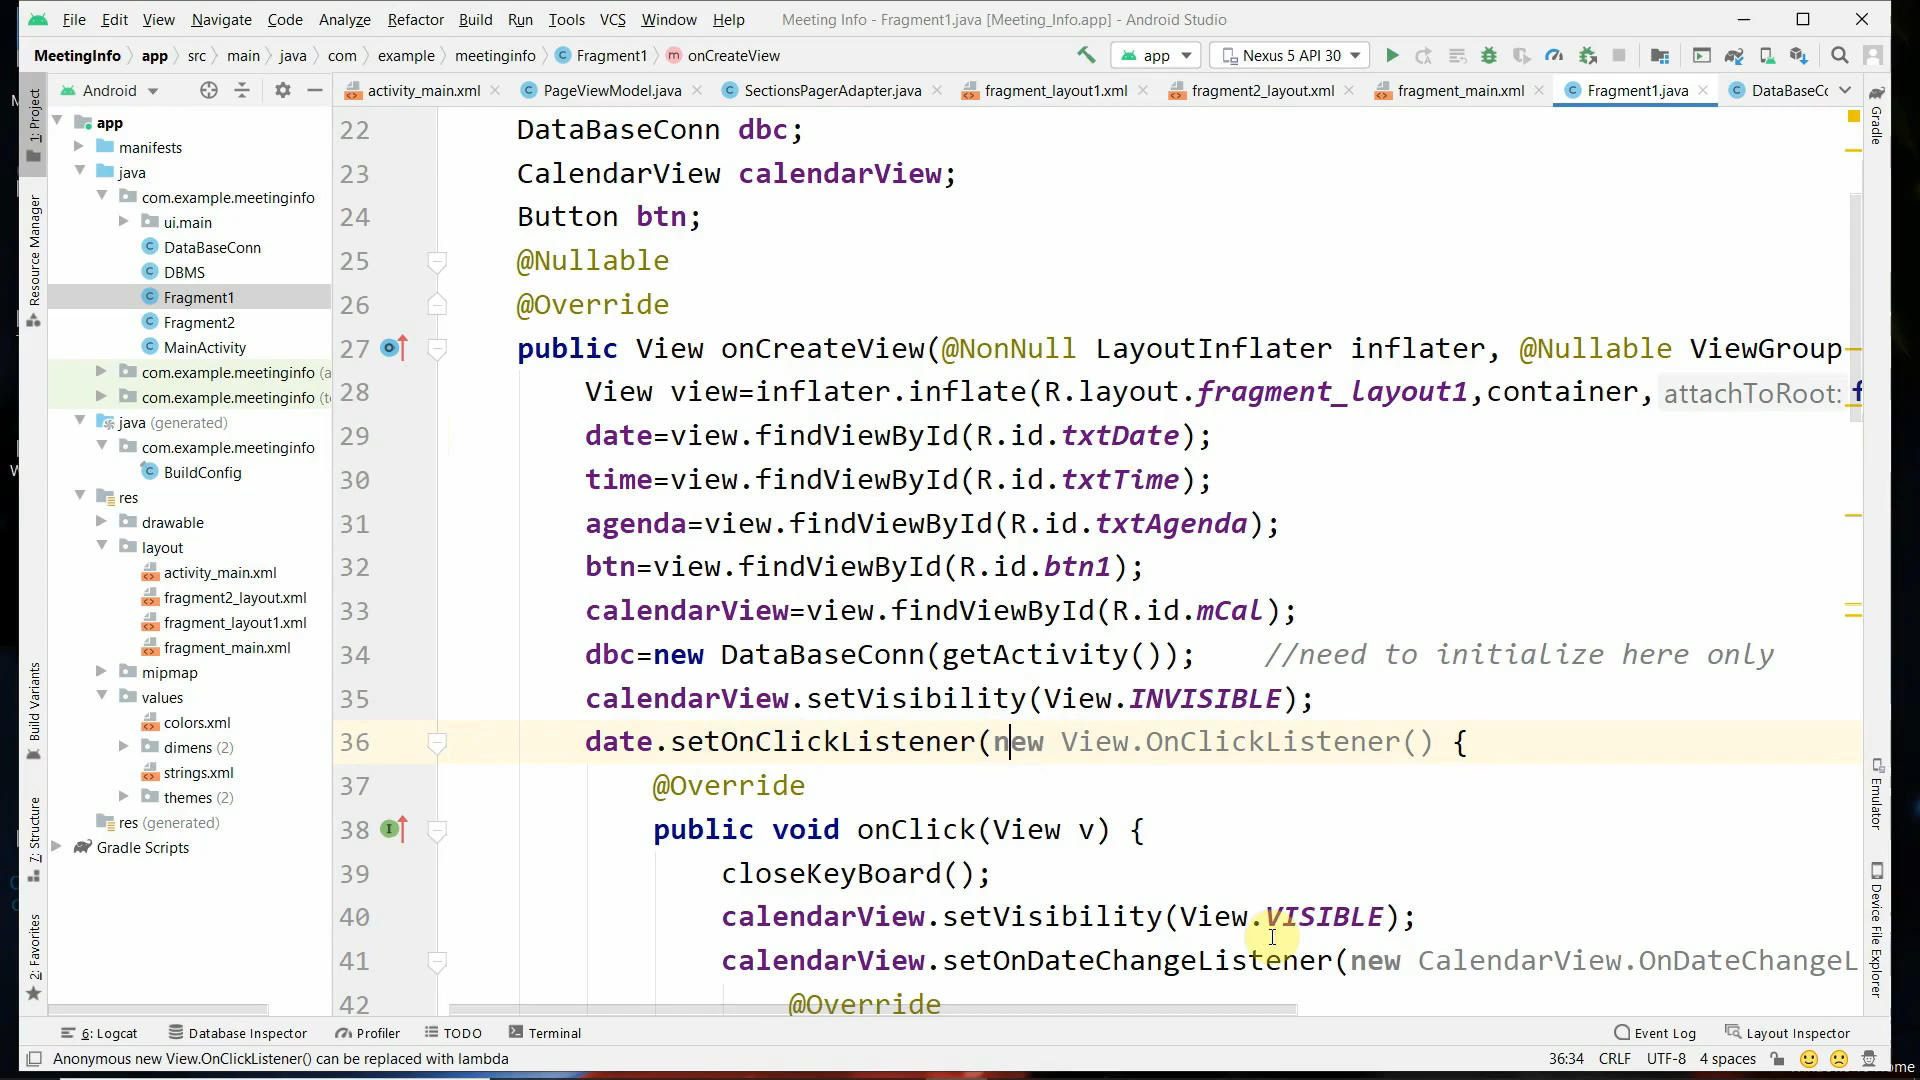 File Edit View Navigate Code Analyze Refactor Build Run Tools VCS Window Help Meeting Info - Fragment1.java [Meeting_Info.app] - Android Studio
MeetingInfo app src main java com example meetinginfo Fragment1 onCreateView app Nexus 5 API 30
Android activity_main.xml PageViewModel.java SectionsPagerAdapter.java fragment_layout1.xml fragment2_layout.xml fragment_main.xml Fragment1.java DataBaseCo
1: Project
Resource Manager
Build Variants
7: Structure
2: Favorites
app
manifests
java
com.example.meetinginfo
ui.main
DataBaseConn
DBMS
Fragment1
Fragment2
MainActivity
com.example.meetinginfo (a
com.example.meetinginfo (te
java (generated)
com.example.meetinginfo
BuildConfig
res
drawable
layout
activity_main.xml
fragment2_layout.xml
fragment_layout1.xml
fragment_main.xml
mipmap
values
colors.xml
dimens (2)
strings.xml
themes (2)
res (generated)
Gradle Scripts
22 DataBaseConn dbc;
23 CalendarView calendarView;
24 Button btn;
25 @Nullable
26 @Override
27 public View onCreateView(@NonNull LayoutInflater inflater, @Nullable ViewGroup
28 View view=inflater.inflate(R.layout.fragment_layout1,container, attachToRoot: f
29 date=view.findViewById(R.id.txtDate);
30 time=view.findViewById(R.id.txtTime);
31 agenda=view.findViewById(R.id.txtAgenda);
32 btn=view.findViewById(R.id.btn1);
33 calendarView=view.findViewById(R.id.mCal);
34 dbc=new DataBaseConn(getActivity()); //need to initialize here only
35 calendarView.setVisibility(View.INVISIBLE);
36 date.setOnClickListener(new View.OnClickListener() {
37 @Override
38 public void onClick(View v) {
39 closeKeyBoard();
40 calendarView.setVisibility(View.VISIBLE);
41 calendarView.setOnDateChangeListener(new CalendarView.OnDateChangeL
42 @Override
Gradle
Emulator
Device File Explorer
6: Logcat Database Inspector Profiler TODO Terminal Event Log Layout Inspector
Anonymous new View.OnClickListener() can be replaced with lambda 36:34 CRLF UTF-8 4 spaces